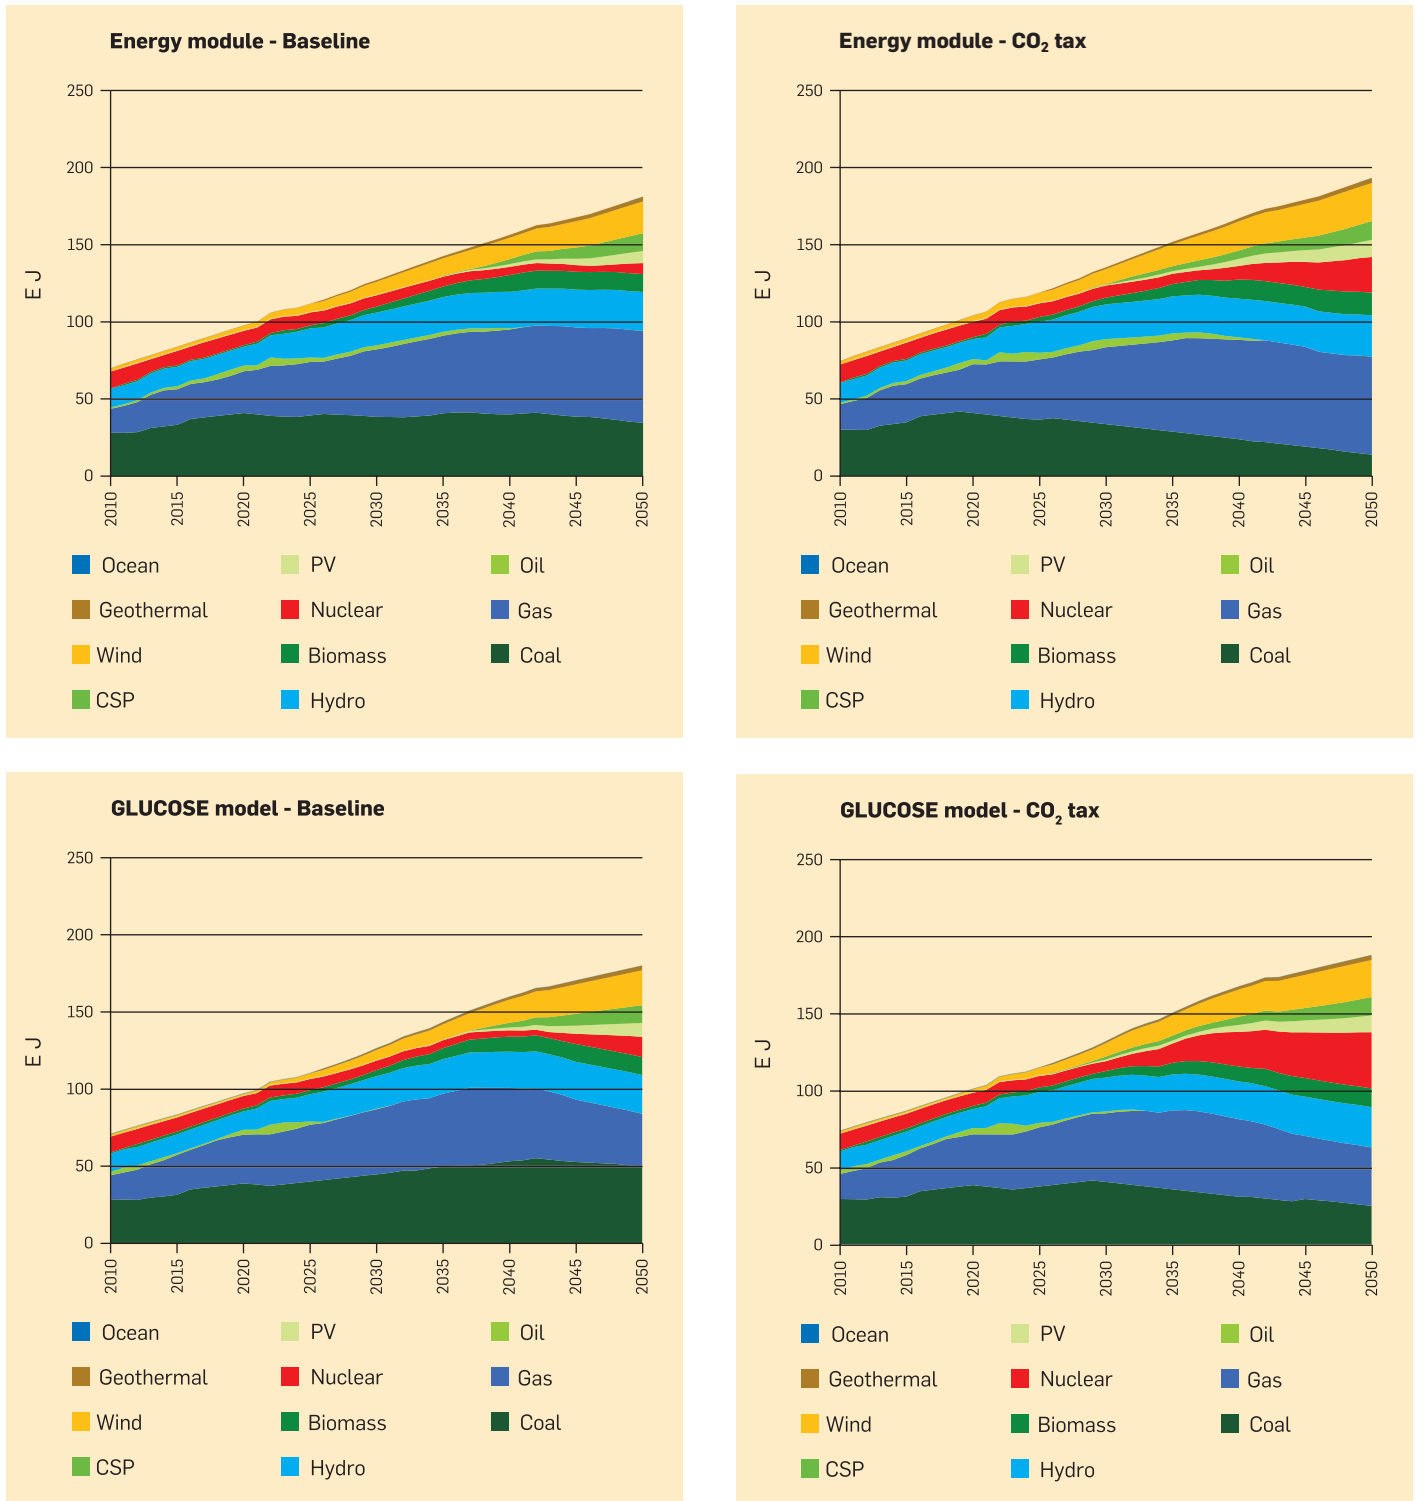 Energy module - Baseline
250
200
150
100
50
0
E J
2010 2015 2020 2025 2030 2035 2040 2045 2050
Ocean PV Oil
Geothermal Nuclear Gas
Wind Biomass Coal
CSP Hydro
Energy module - CO2 tax
250
200
150
100
50
0
E J
2010 2015 2020 2025 2030 2035 2040 2045 2050
Ocean PV Oil
Geothermal Nuclear Gas
Wind Biomass Coal
CSP Hydro
GLUCOSE model - Baseline
250
200
150
100
50
0
E J
2010 2015 2020 2025 2030 2035 2040 2045 2050
Ocean PV Oil
Geothermal Nuclear Gas
Wind Biomass Coal
CSP Hydro
GLUCOSE model - CO2 tax
250
200
150
100
50
0
E J
2010 2015 2020 2025 2030 2035 2040 2045 2050
Ocean PV Oil
Geothermal Nuclear Gas
Wind Biomass Coal
CSP Hydro